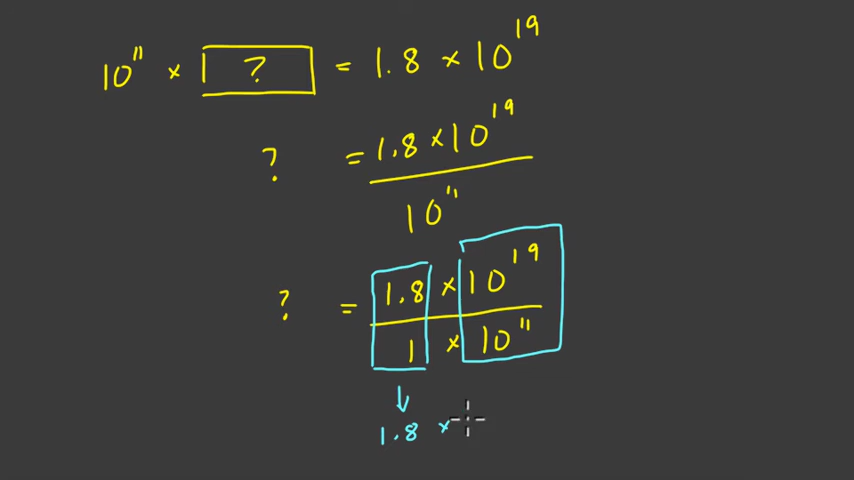 10¹¹ × ? = 1.8 × 10¹⁹
? = 1.8 × 10¹⁹
10¹¹
? = 1.8 × 10¹⁹
1 × 10¹¹
↓
1.8 ×